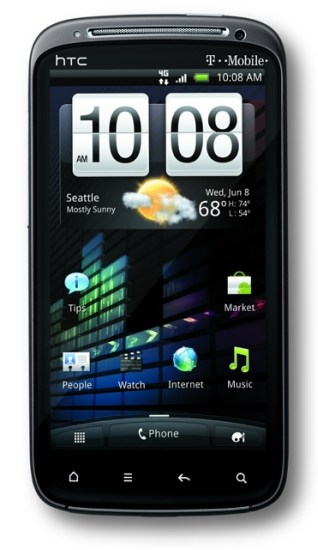 hTC T··Mobile·
4G 10:08 AM
AM 10 08
Seattle
Mostly Sunny
Wed, Jun 8
68° H: 74°
L: 54°
Tips Market
People Watch Internet Music
Phone